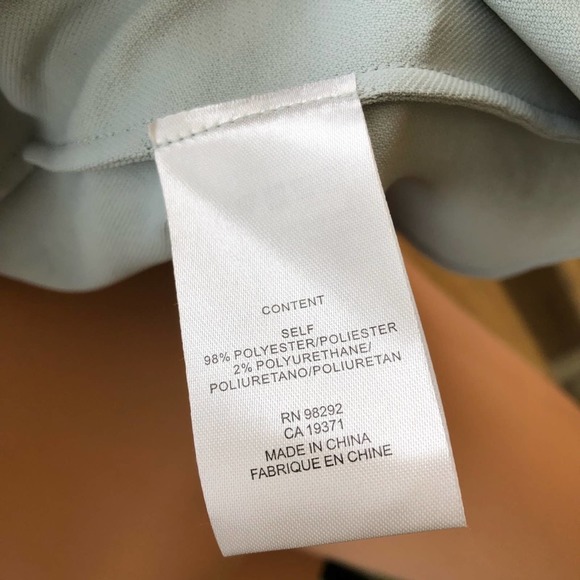 CONTENT
SELF
98% POLYESTER/POLIESTER
2% POLYURETHANE/
POLIURETANO/POLIURETAN
RN 98292
CA 19371
MADE IN CHINA
FABRIQUE EN CHINE